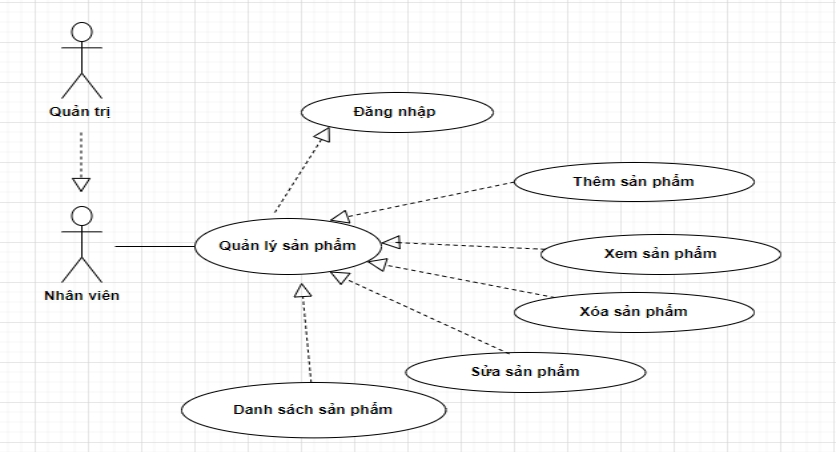 Quản trị
Đăng nhập
Thêm sản phẩm
Quản lý sản phẩm
Xem sản phẩm
Nhân viên
Xóa sản phẩm
Sửa sản phẩm
Danh sách sản phẩm